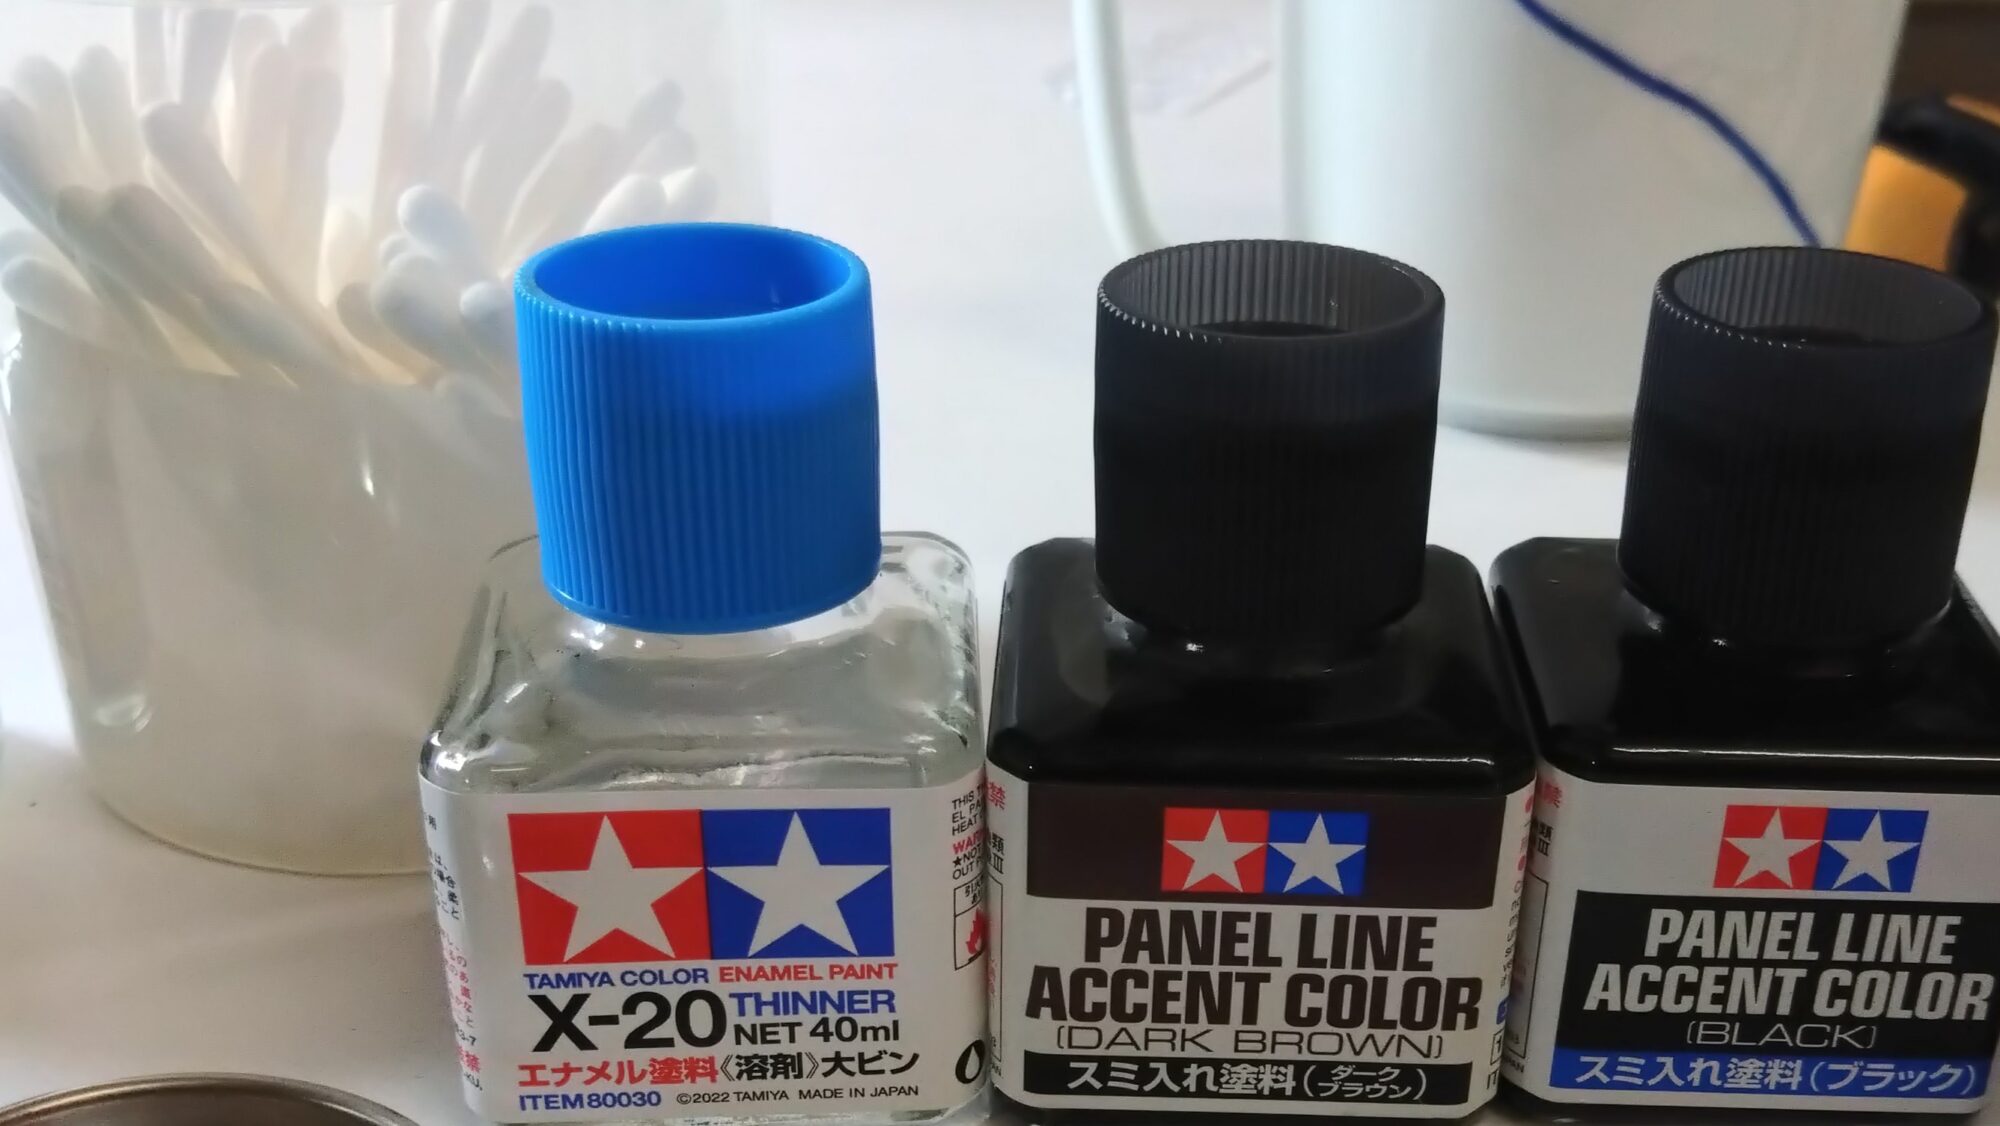 TAMIYA COLOR ENAMEL PAINT
X-20 THINNER
NET 40ml
エナメル塗料《溶剤》大ビン
ITEM 80030 ©2022 TAMIYA MADE IN JAPAN
PANEL LINE
ACCENT COLOR
(DARK BROWN)
スミ入れ塗料(ダークブラウン)
PANEL LINE
ACCENT COLOR
(BLACK)
スミ入れ塗料(ブラック)